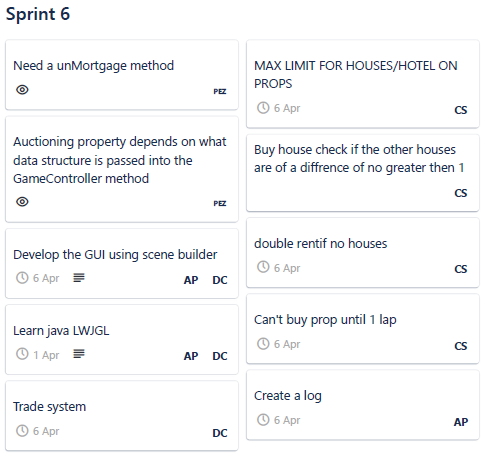 Sprint 6
Need a unMortgage method
PEZ
Auctioning property depends on what
data structure is passed into the
GameController method
PEZ
Develop the GUI using scene builder
6 Apr
AP DC
Learn java LWJGL
1 Apr
AP DC
Trade system
6 Apr
DC
MAX LIMIT FOR HOUSES/HOTEL ON
PROPS
6 Apr
CS
Buy house check if the other houses
are of a diffrence of no greater then 1
CS
double rentif no houses
6 Apr
CS
Can't buy prop until 1 lap
6 Apr
CS
Create a log
6 Apr
AP